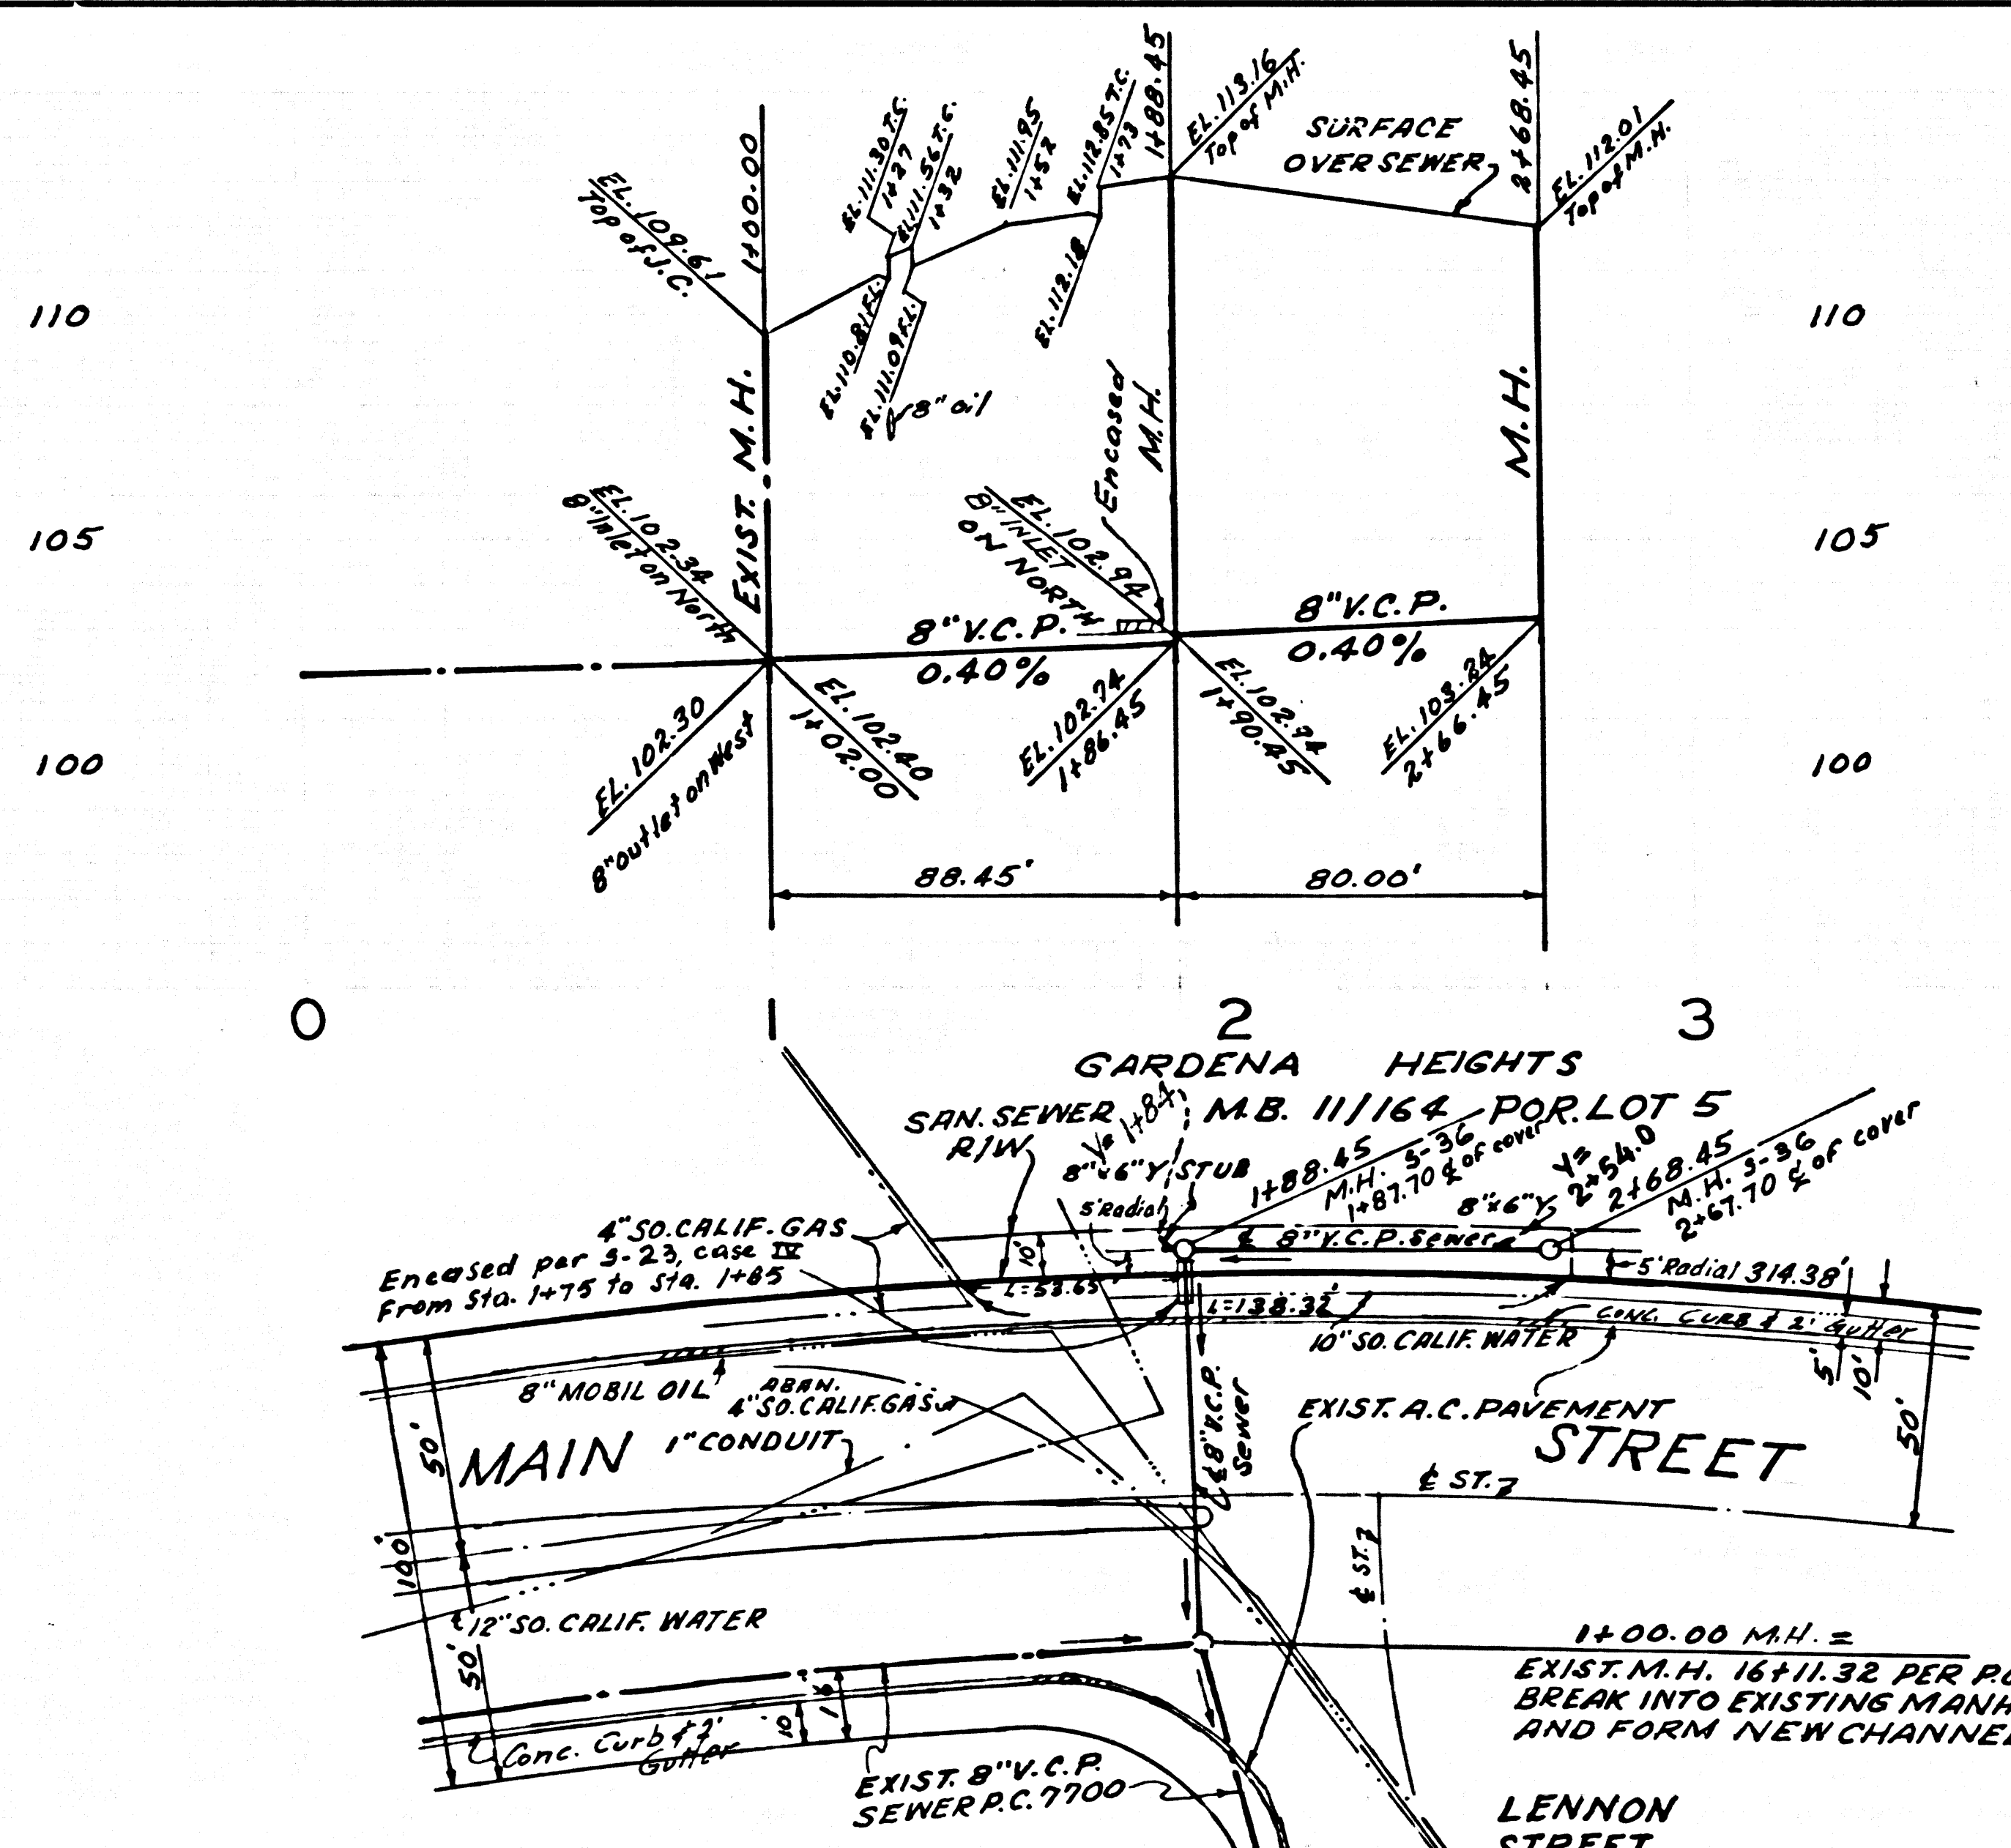 EL. 109.61
Top of J.C.
1+00.00
EL. 111.30 T.C.
1+27
EL. 111.56 T.C.
1+32
EL. 111.95
1+52
EL. 112.85 T.C.
1+73
1+88.45
EL. 113.16
Top of M.H.
SURFACE
OVER SEWER
2+68.45
EL. 112.01
Top of M.H.
110
110
EL. 110.81 F.L.
EL. 111.09 F.L.
8" oil
EL. 112.18
EXIST. M.H.
Encased
M.H.
M.H.
105
105
EL. 102.34
8" Inlet on North
EL. 102.94
8" INLET
ON NORTH
8" V.C.P.
0.40%
8" V.C.P.
0.40%
100
100
EL. 102.30
8" Outlet on West
EL. 102.40
1+02.00
EL. 102.74
1+86.45
EL. 102.94
1+90.45
EL. 103.24
2+66.45
88.45'
80.00'
0
1
2
3
GARDENA HEIGHTS
M.B. 11/164 POR. LOT 5
SAN. SEWER
R/W
Y= 1+84
8"x6" Y STUB
5' Radial
1+88.45
M.H. S-36
1+87.70 ℄ of cover
8"x6" Y
Y=
2+54.0
2+68.45
M.H. S-36
2+67.70 ℄ of cover
4" SO. CALIF. GAS
Encased per S-23, case IV
From Sta. 1+75 to Sta. 1+85
10'
℄ 8" V.C.P. Sewer
5' Radial 314.38'
L=53.65'
L=138.32'
CONC. CURB & 2' Gutter
10" SO. CALIF. WATER
5'
10'
8" MOBIL OIL
ABAN.
4" SO. CALIF. GAS
1" CONDUIT
℄ 8" V.C.P.
Sewer
EXIST. A.C. PAVEMENT
MAIN STREET
50'
50'
℄ ST.
℄ ST.
100'
12" SO. CALIF. WATER
50'
1+00.00 M.H. =
EXIST. M.H. 16+11.32 PER P.C
BREAK INTO EXISTING MANH
AND FORM NEW CHANNEL
Conc. Curb & 2'
Gutter
10'
16'
EXIST. 8" V.C.P.
SEWER P.C. 7700
LENNON
STREET